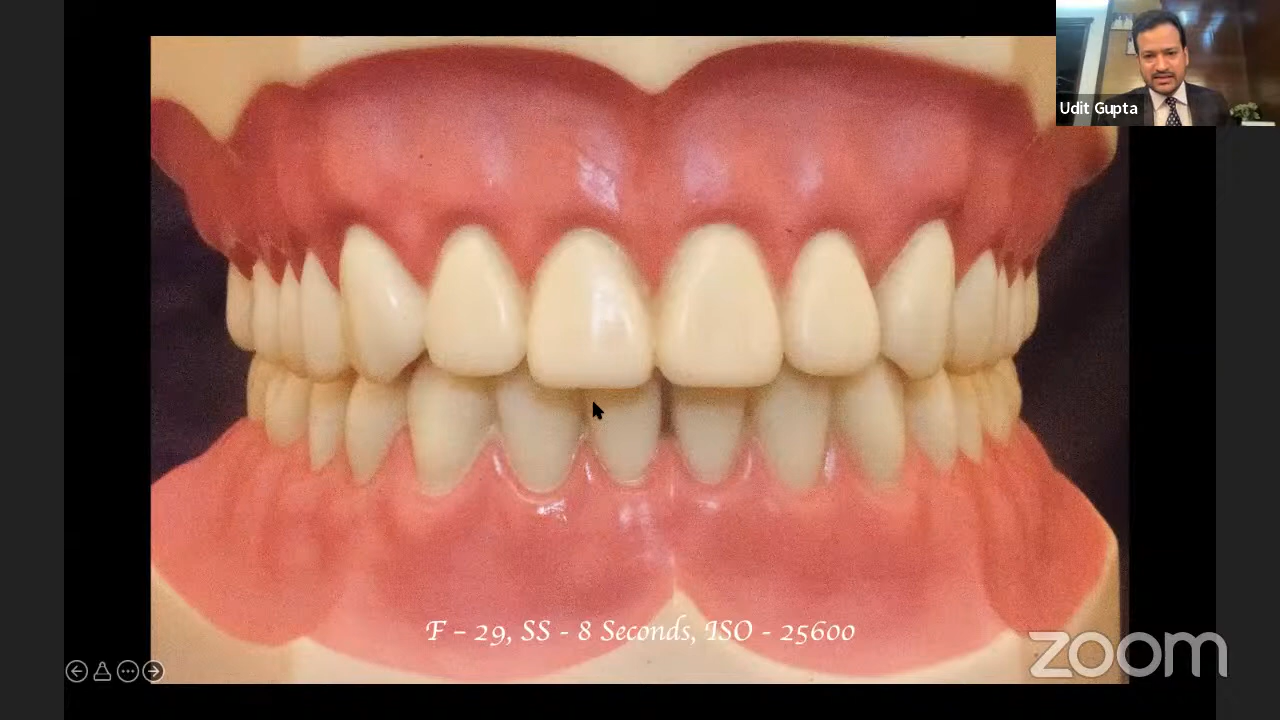 Udit Gupta
F – 29, SS - 8 Seconds, ISO - 25600
zoom